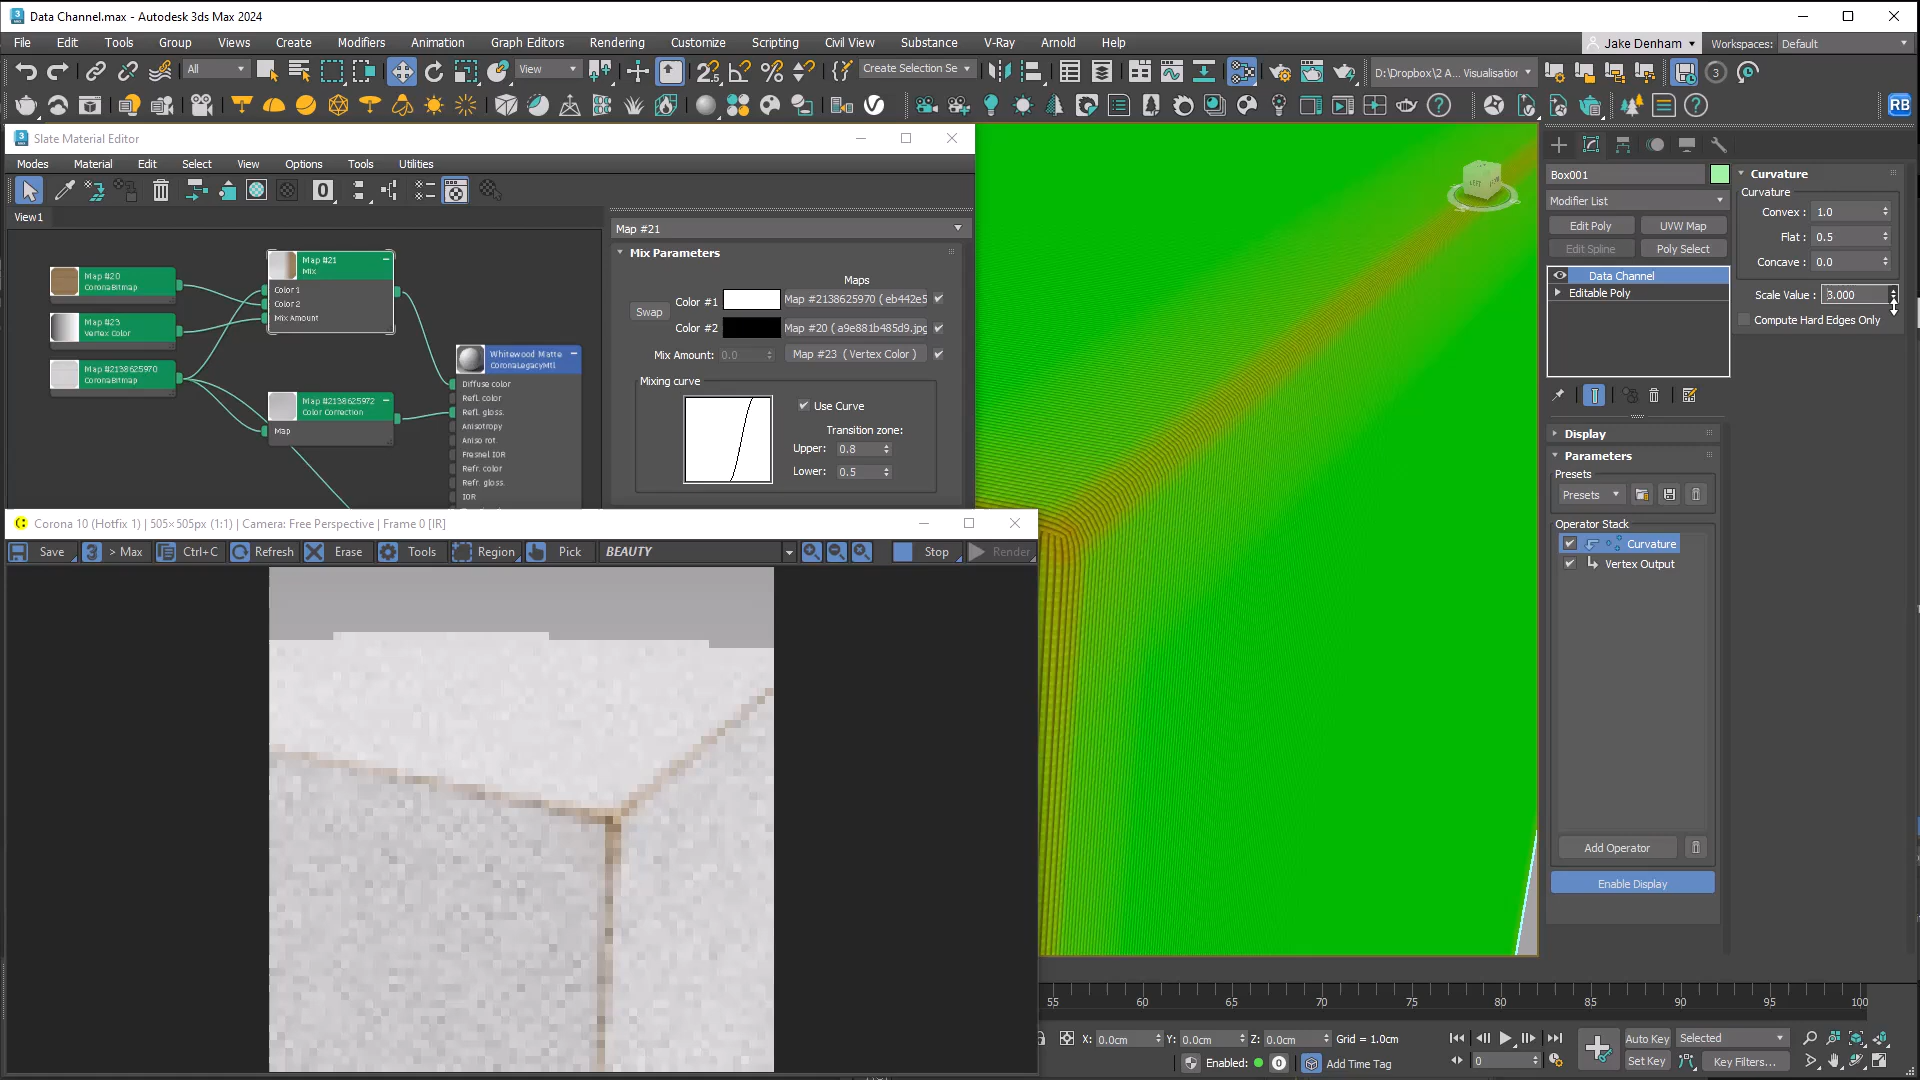 Data Channel.max - Autodesk 3ds Max 2024
File Edit Tools Group Views Create Modifiers Animation Graph Editors Rendering Customize Scripting Civil View Substance V-Ray Arnold Help
Jake Denham Workspaces: Default
All View Create Selection Se D:\Dropbox\2 A... Visualisation 3
RB
Slate Material Editor
Modes Material Edit Select View Options Tools Utilities
View1
Map #21
Mix Parameters
Maps
Color #1 Map #2138625970 ( eb442e5
Swap
Color #2 Map #20 ( a9e881b485d9.jpg
Mix Amount: 0.0 Map #23 ( Vertex Color )
Mixing curve
Use Curve
Transition zone:
Upper: 0.8
Lower: 0.5
Map #20
CoronaBitmap
Map #23
Vertex Color
Map #2138625970
CoronaBitmap
Map #21
Mix
Color 1
Color 2
Mix Amount
Map #2138625972
Color Correction
Map
Whitewood Matte
CoronaLegacyMtl
Diffuse color
Refl. color
Refl. gloss.
Anisotropy
Aniso rot.
Fresnel IOR
Refr. color
Refr. gloss.
IOR
Corona 10 (Hotfix 1) | 505×505px (1:1) | Camera: Free Perspective | Frame 0 [IR]
Save 3 > Max Ctrl+C Refresh Erase Tools Region Pick BEAUTY Stop Render
LEFT
Box001
Modifier List
Edit Poly UVW Map
Edit Spline Poly Select
Data Channel
Editable Poly
Display
Parameters
Presets
Presets
Operator Stack
Curvature
Vertex Output
Add Operator
Enable Display
Curvature
Curvature
Convex : 1.0
Flat : 0.5
Concave : 0.0
Scale Value : 3.000
Compute Hard Edges Only
55 60 65 70 75 80 85 90 95 100
X: 0.0cm Y: 0.0cm Z: 0.0cm Grid = 1.0cm
Enabled: 0 Add Time Tag
0
Auto Key Selected
Set Key Key Filters...